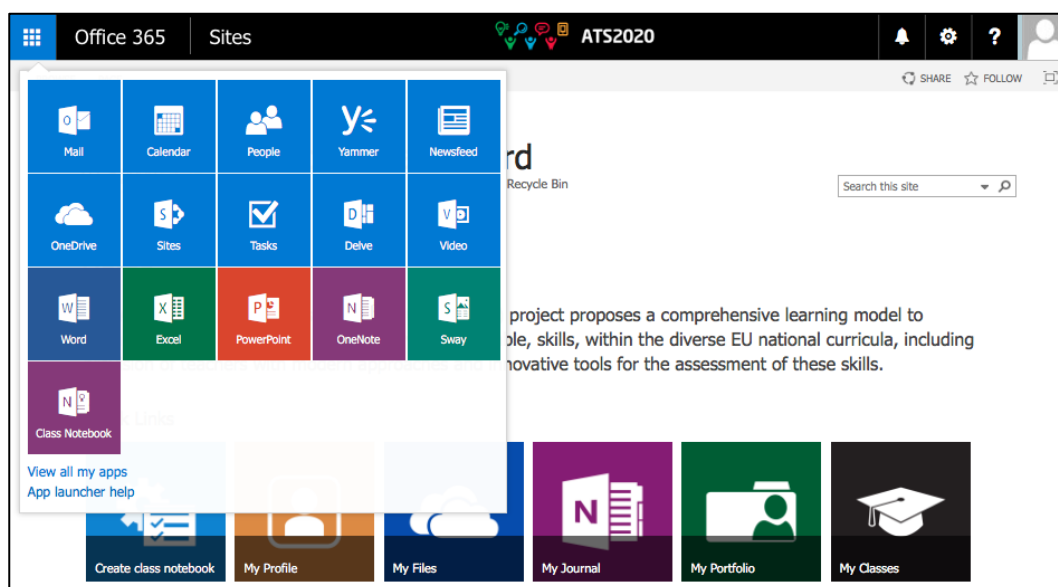 Office 365 Sites ATS2020 ?
SHARE FOLLOW
Mail Calendar People Yammer Newsfeed
rd
Recycle Bin
Search this site
OneDrive Sites Tasks Delve Video
Word Excel PowerPoint OneNote Sway
project proposes a comprehensive learning model to
ple, skills, within the diverse EU national curricula, including
novative tools for the assessment of these skills.
Class Notebook
Links
View all my apps
App launcher help
Create class notebook My Profile My Files My Journal My Portfolio My Classes